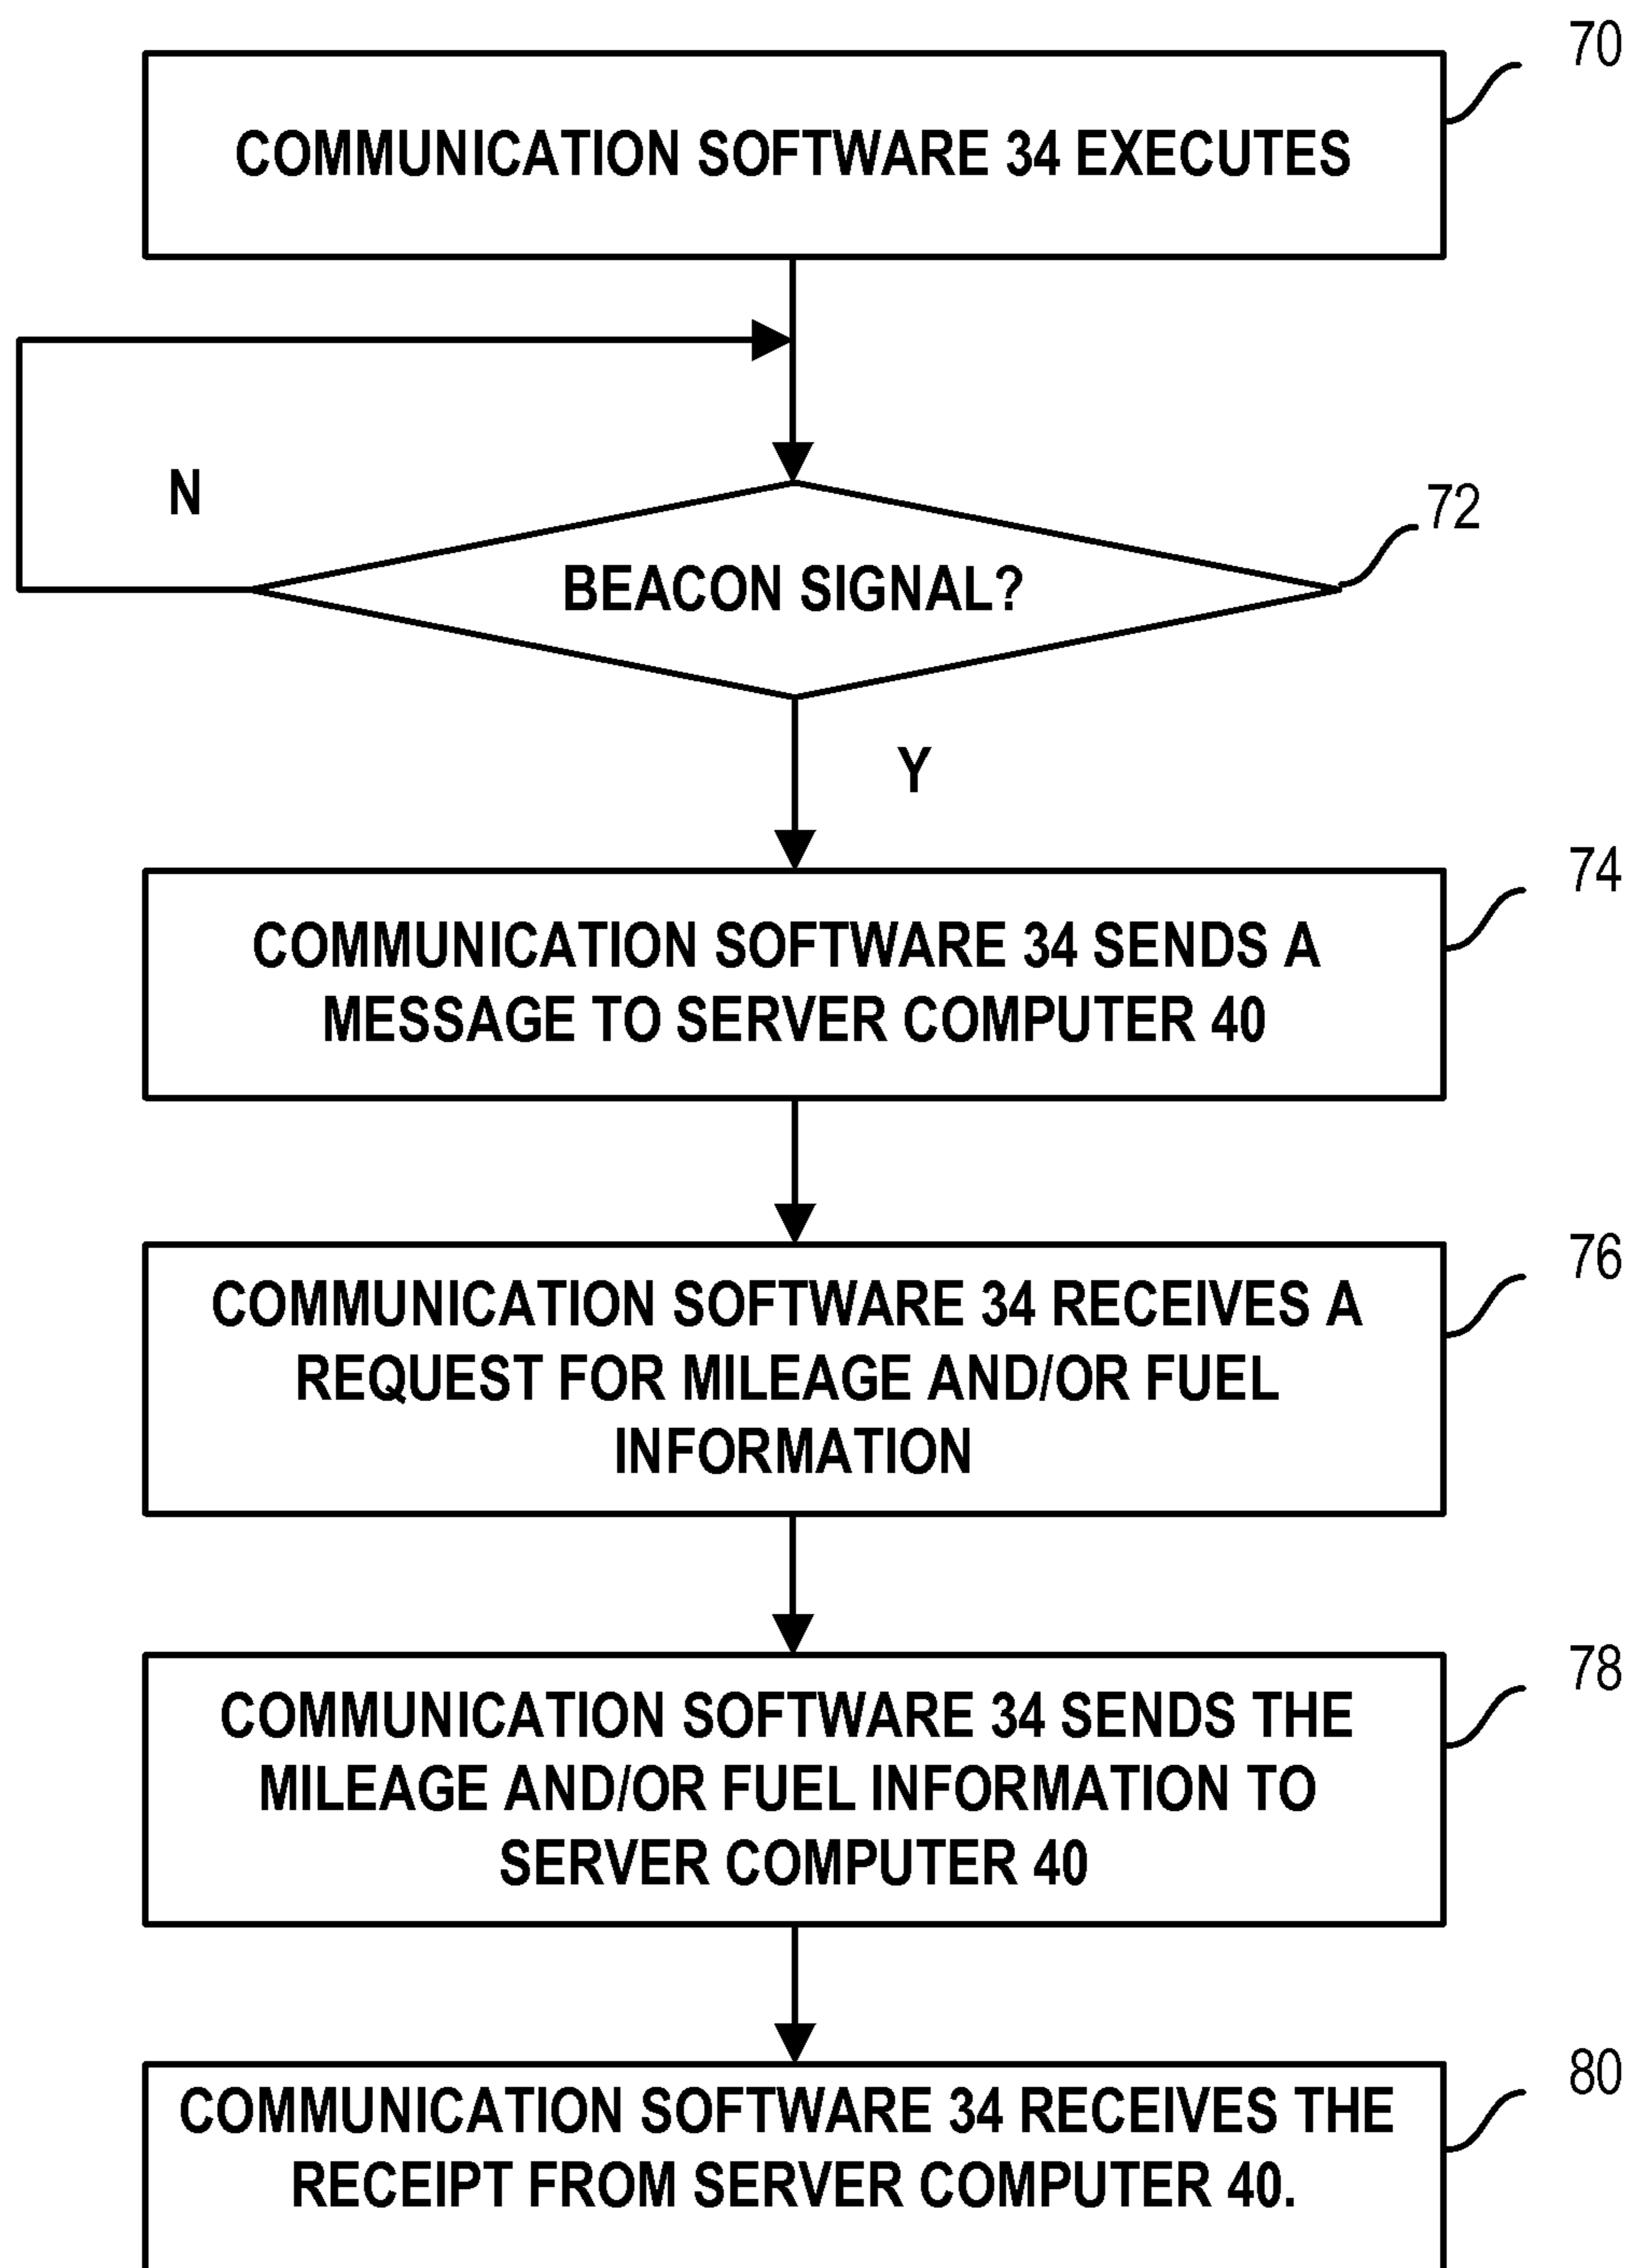 70
COMMUNICATION SOFTWARE 34 EXECUTES
N
72
BEACON SIGNAL?
Y
74
COMMUNICATION SOFTWARE 34 SENDS A
MESSAGE TO SERVER COMPUTER 40
76
COMMUNICATION SOFTWARE 34 RECEIVES A
REQUEST FOR MILEAGE AND/OR FUEL
INFORMATION
78
COMMUNICATION SOFTWARE 34 SENDS THE
MILEAGE AND/OR FUEL INFORMATION TO
SERVER COMPUTER 40
80
COMMUNICATION SOFTWARE 34 RECEIVES THE
RECEIPT FROM SERVER COMPUTER 40.